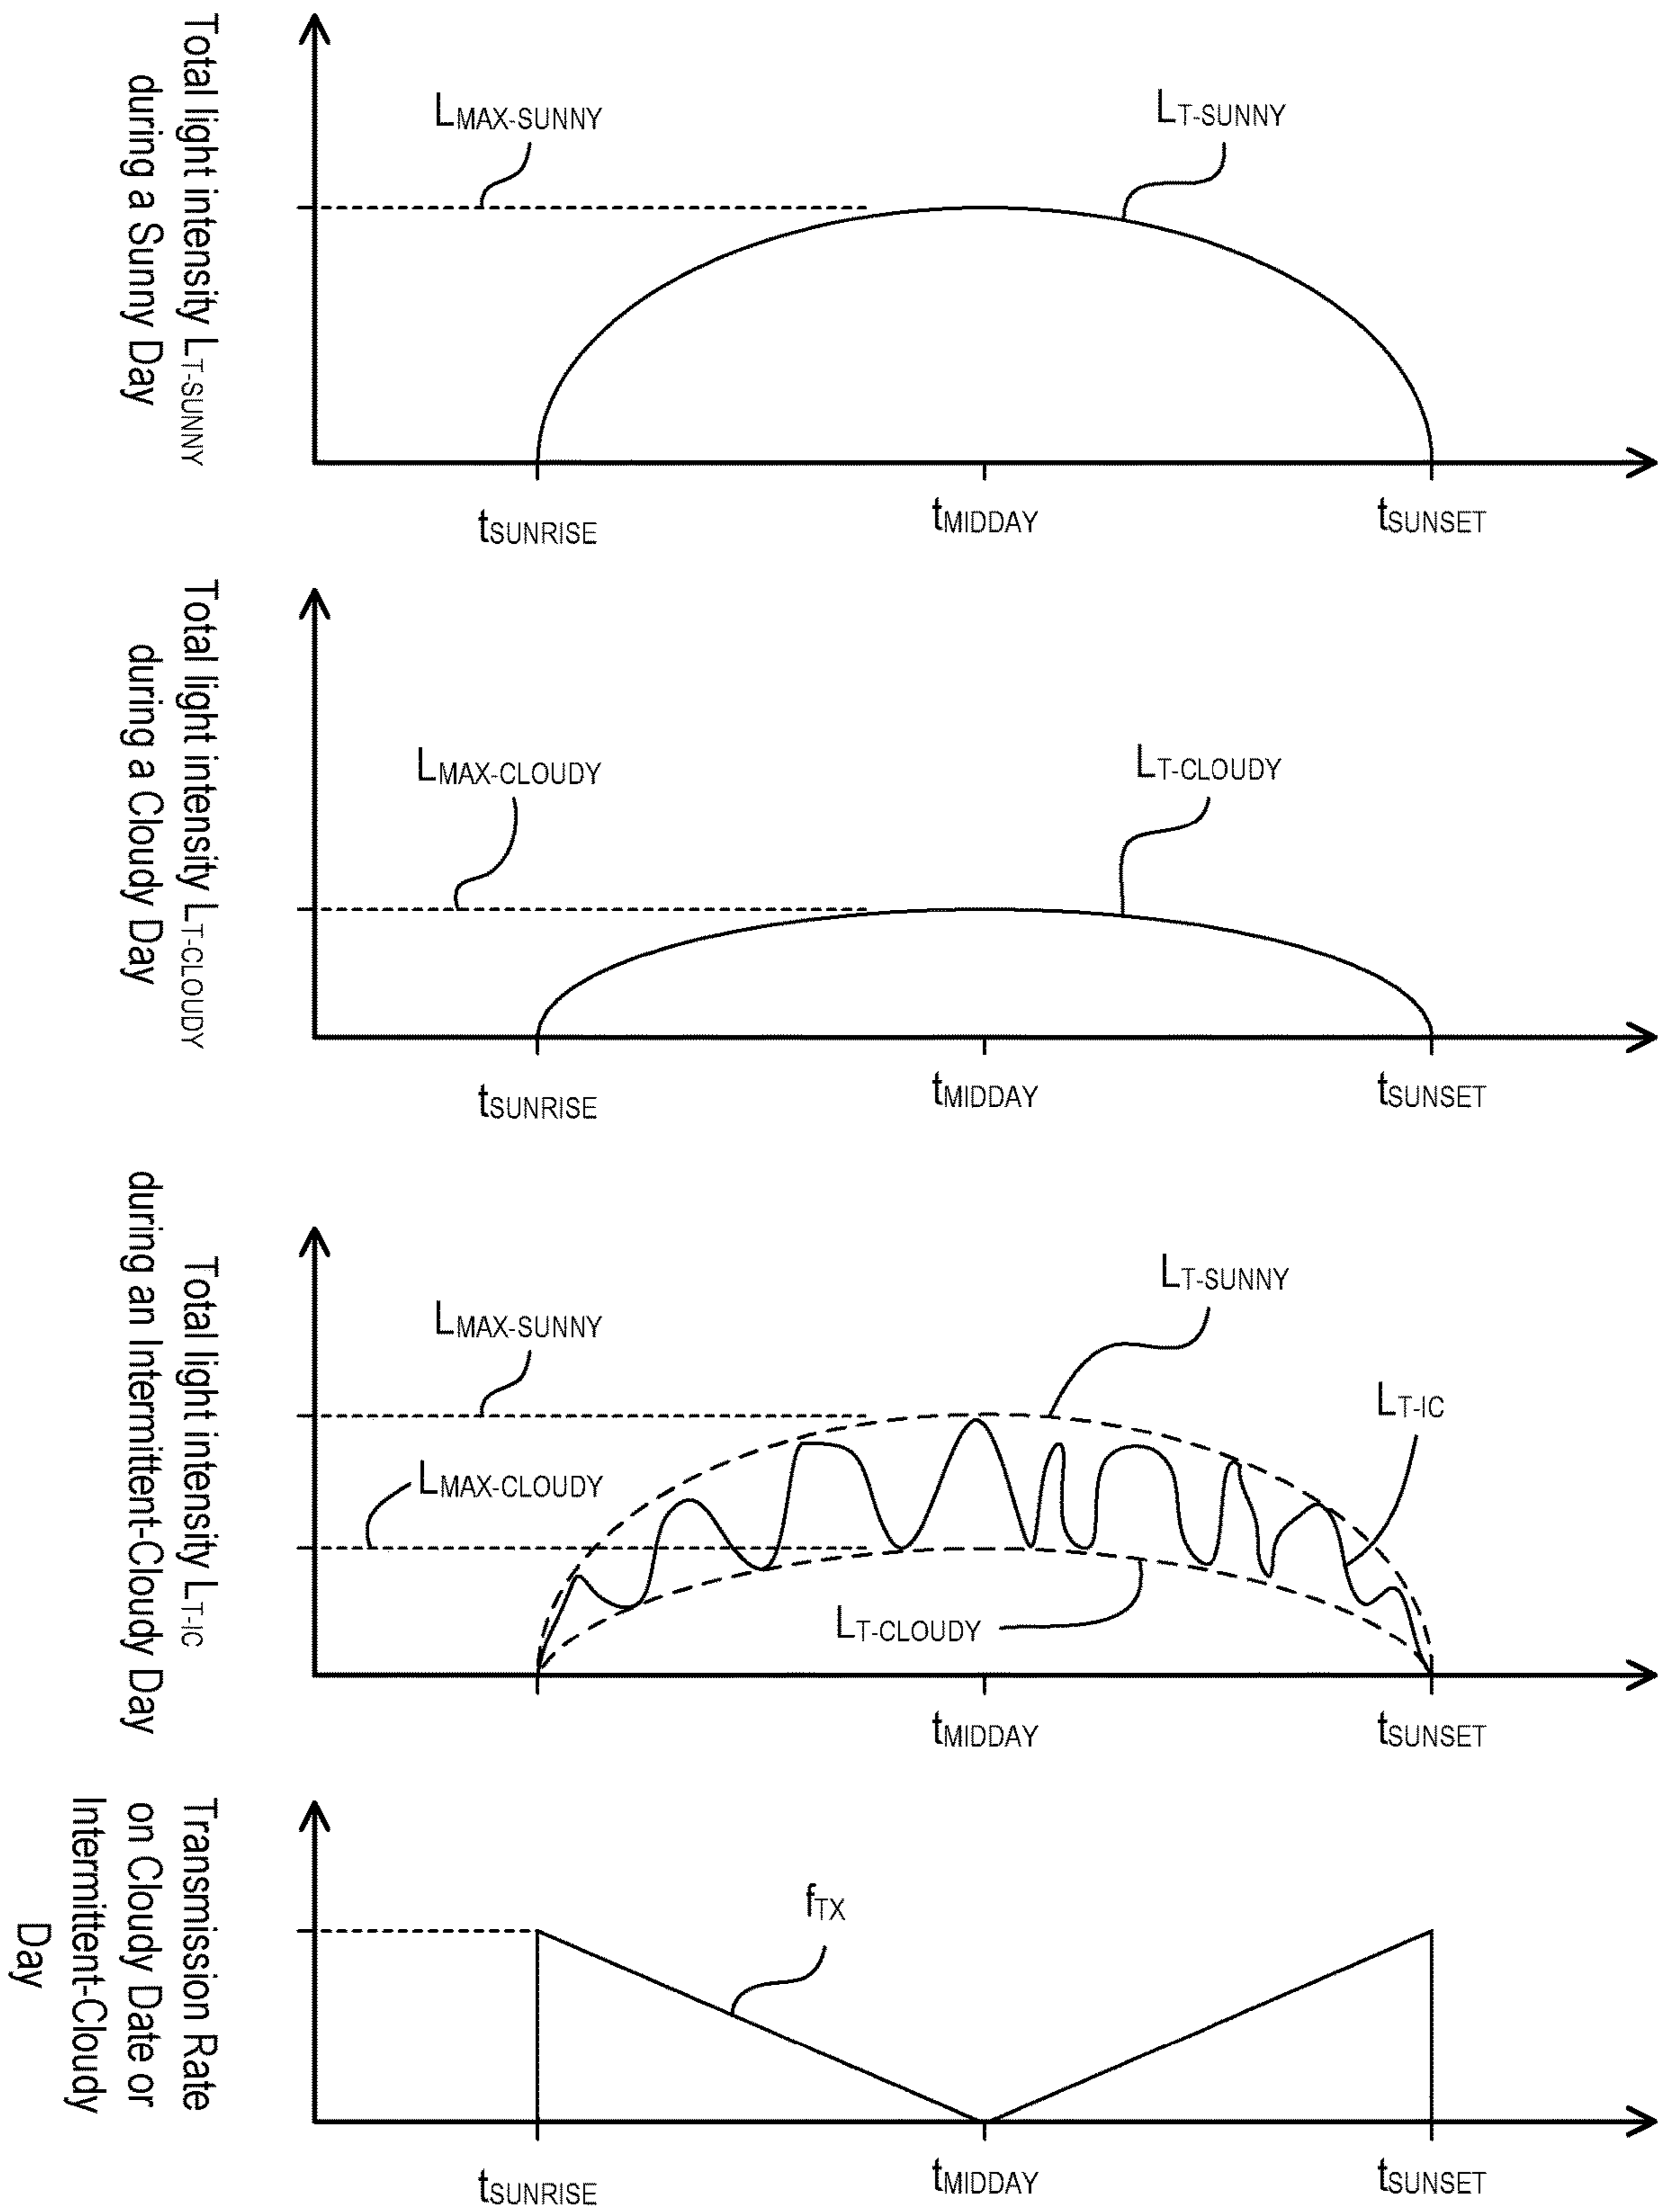 Total light intensity LT-SUNNY
during a Sunny Day
LMAX-SUNNY
LT-SUNNY
tSUNRISE
tMIDDAY
tSUNSET
Total light intensity LT-CLOUDY
during a Cloudy Day
LMAX-CLOUDY
LT-CLOUDY
tSUNRISE
tMIDDAY
tSUNSET
Total light intensity LT-IC
during an Intermittent-Cloudy Day
LMAX-SUNNY
LT-SUNNY
LT-IC
LMAX-CLOUDY
LT-CLOUDY
tMIDDAY
tSUNSET
Transmission Rate
on Cloudy Date or
Intermittent-Cloudy
Day
fTX
tSUNRISE
tMIDDAY
tSUNSET